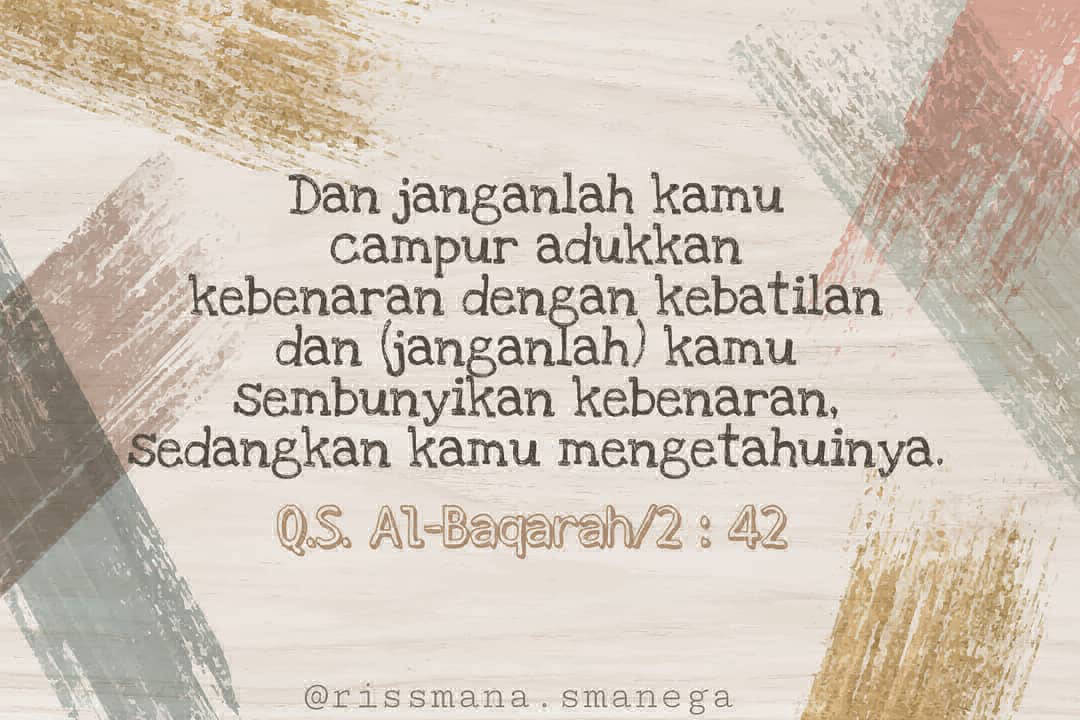 Dan janganlah kamu
campur adukkan
kebenaran dengan kebatilan
dan (janganlah) kamu
sembunyikan kebenaran,
sedangkan kamu mengetahuinya.
Q.S. Al-Baqarah/2 : 42
@rissmana.smanega